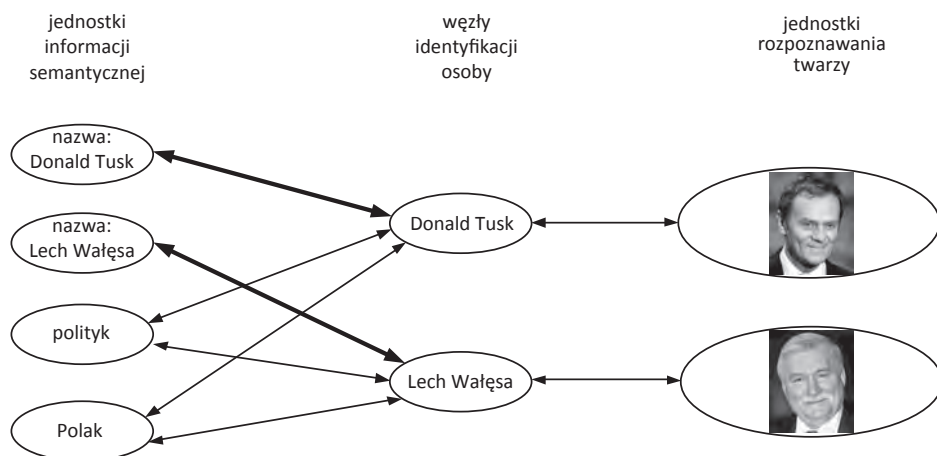 jednostki
informacji
semantycznej
węzły
identyfikacji
osoby
jednostki
rozpoznawania
twarzy
nazwa:
Donald Tusk
nazwa:
Lech Wałęsa
polityk
Polak
Donald Tusk
Lech Wałęsa